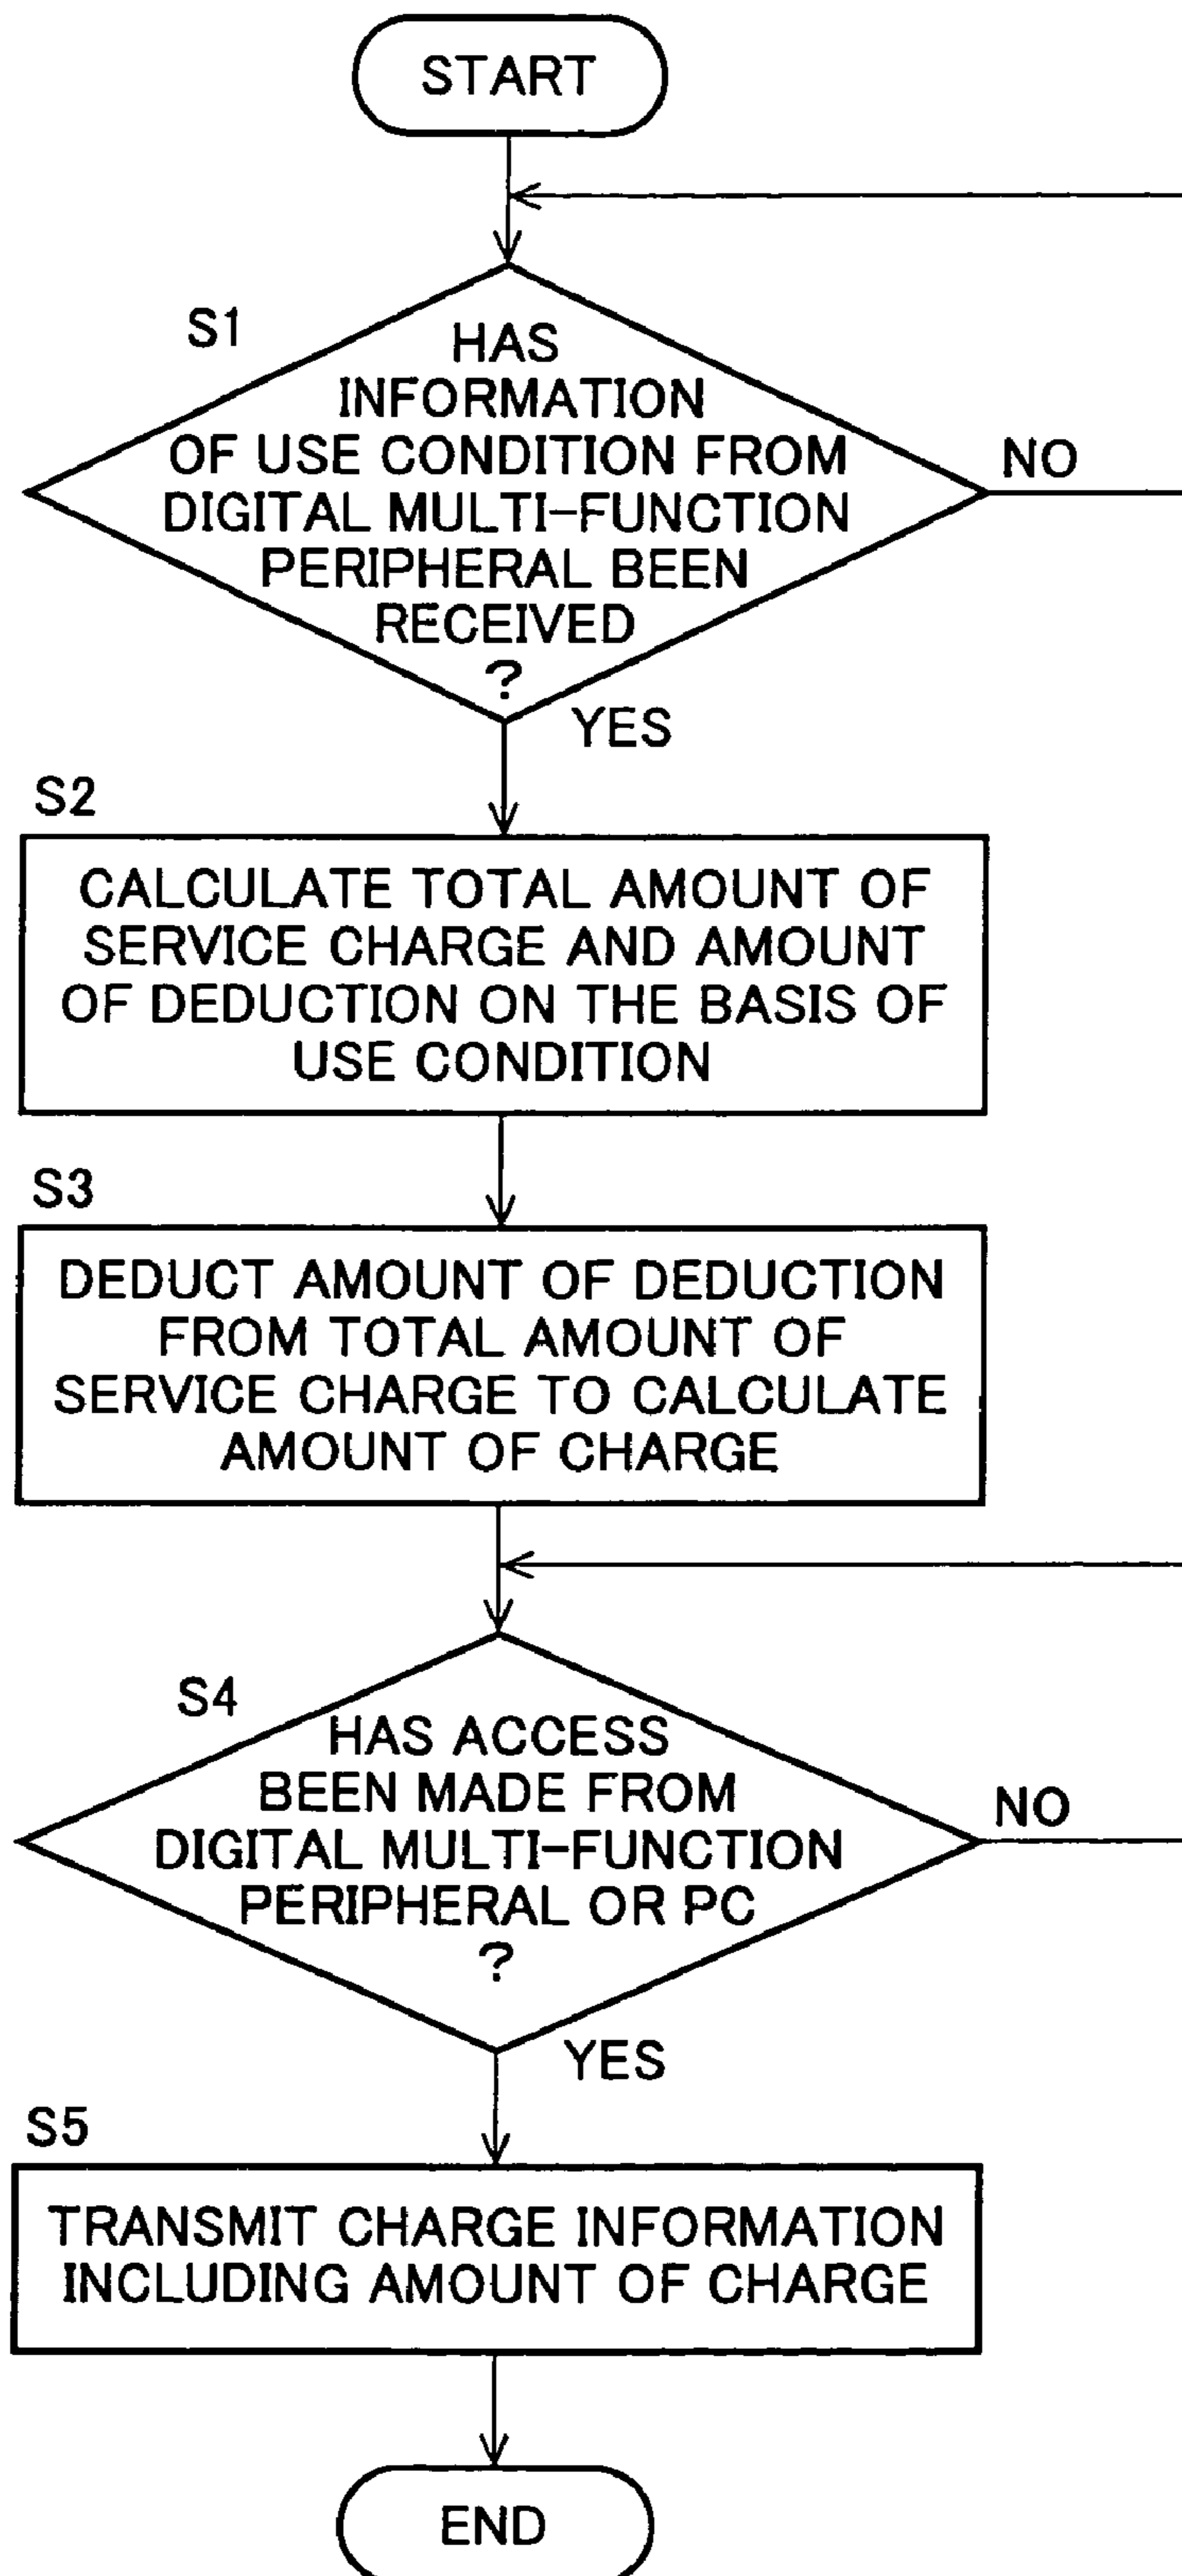 START
S1
HAS
INFORMATION
OF USE CONDITION FROM
DIGITAL MULTI-FUNCTION
PERIPHERAL BEEN
RECEIVED
?
NO
YES
S2
CALCULATE TOTAL AMOUNT OF
SERVICE CHARGE AND AMOUNT
OF DEDUCTION ON THE BASIS OF
USE CONDITION
S3
DEDUCT AMOUNT OF DEDUCTION
FROM TOTAL AMOUNT OF
SERVICE CHARGE TO CALCULATE
AMOUNT OF CHARGE
S4
HAS ACCESS
BEEN MADE FROM
DIGITAL MULTI-FUNCTION
PERIPHERAL OR PC
?
NO
YES
S5
TRANSMIT CHARGE INFORMATION
INCLUDING AMOUNT OF CHARGE
END